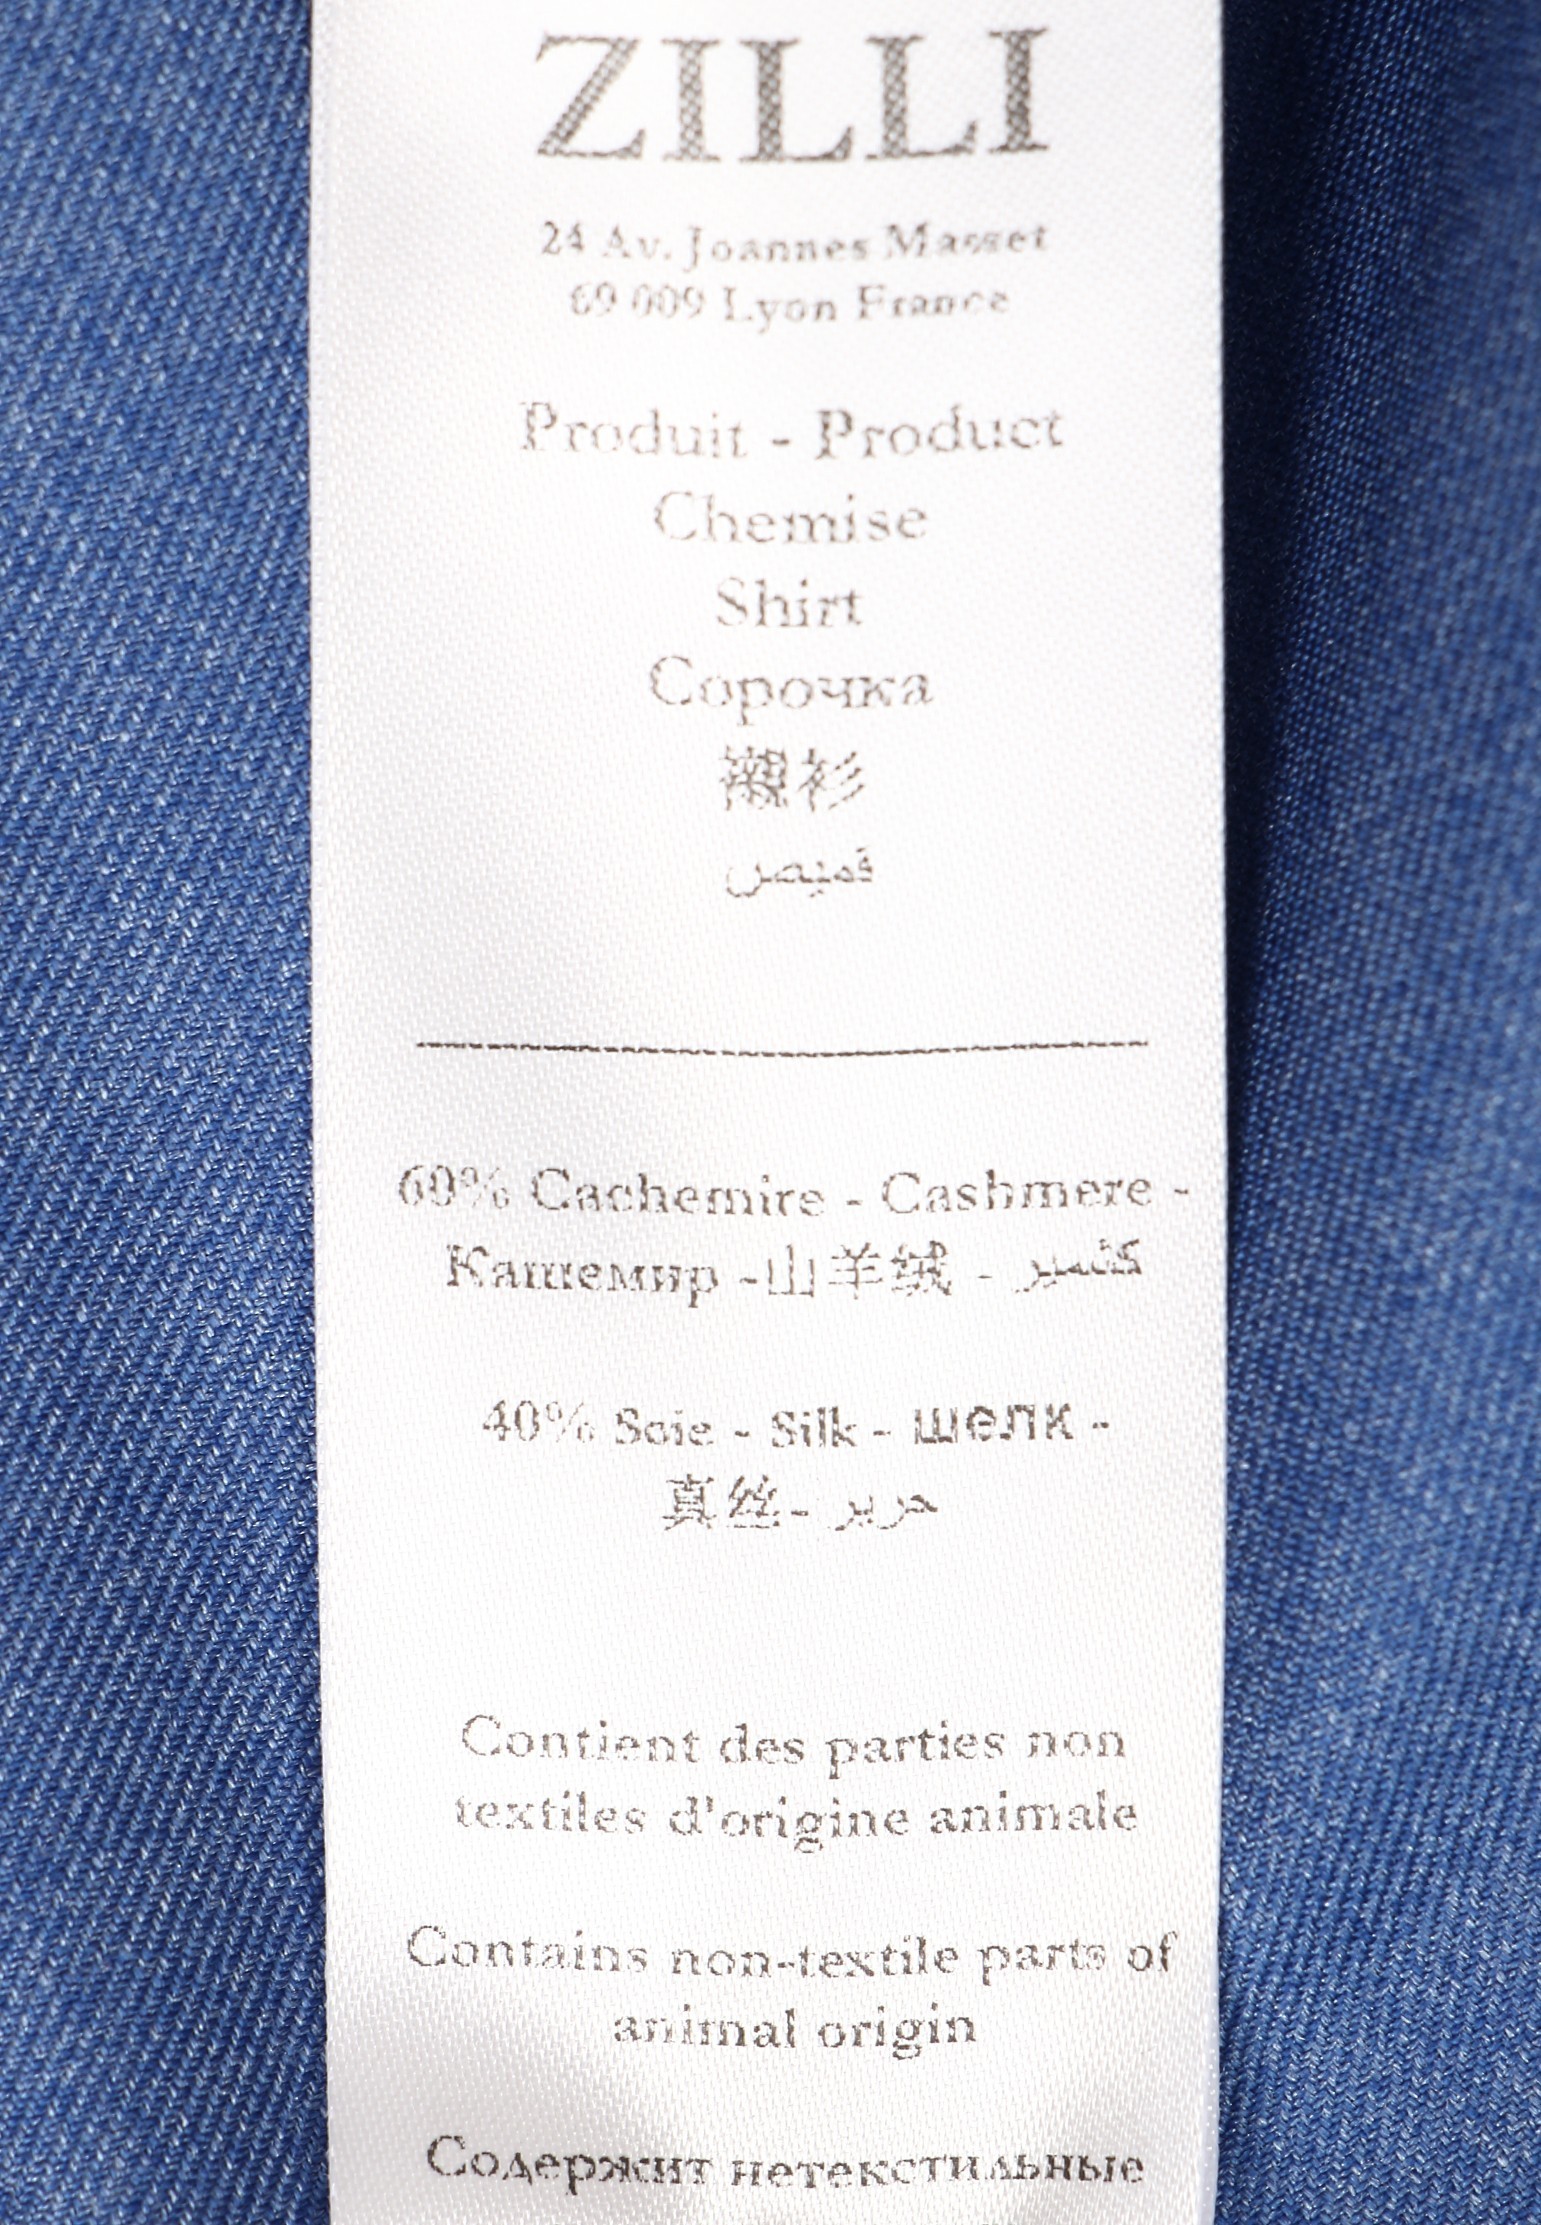 ZILLI
24 Av. Joannes Masset
69 009 Lyon France
Produit - Product
Chemise
Shirt
Сорочка
襯衫
قميص
60% Cachemire - Cashmere -
Кашемир -山羊绒 - كشمير
40% Soie - Silk - шелк -
真丝- حرير
Contient des parties non
textiles d'origine animale
Contains non-textile parts of
animal origin
Содержит нетекстильные